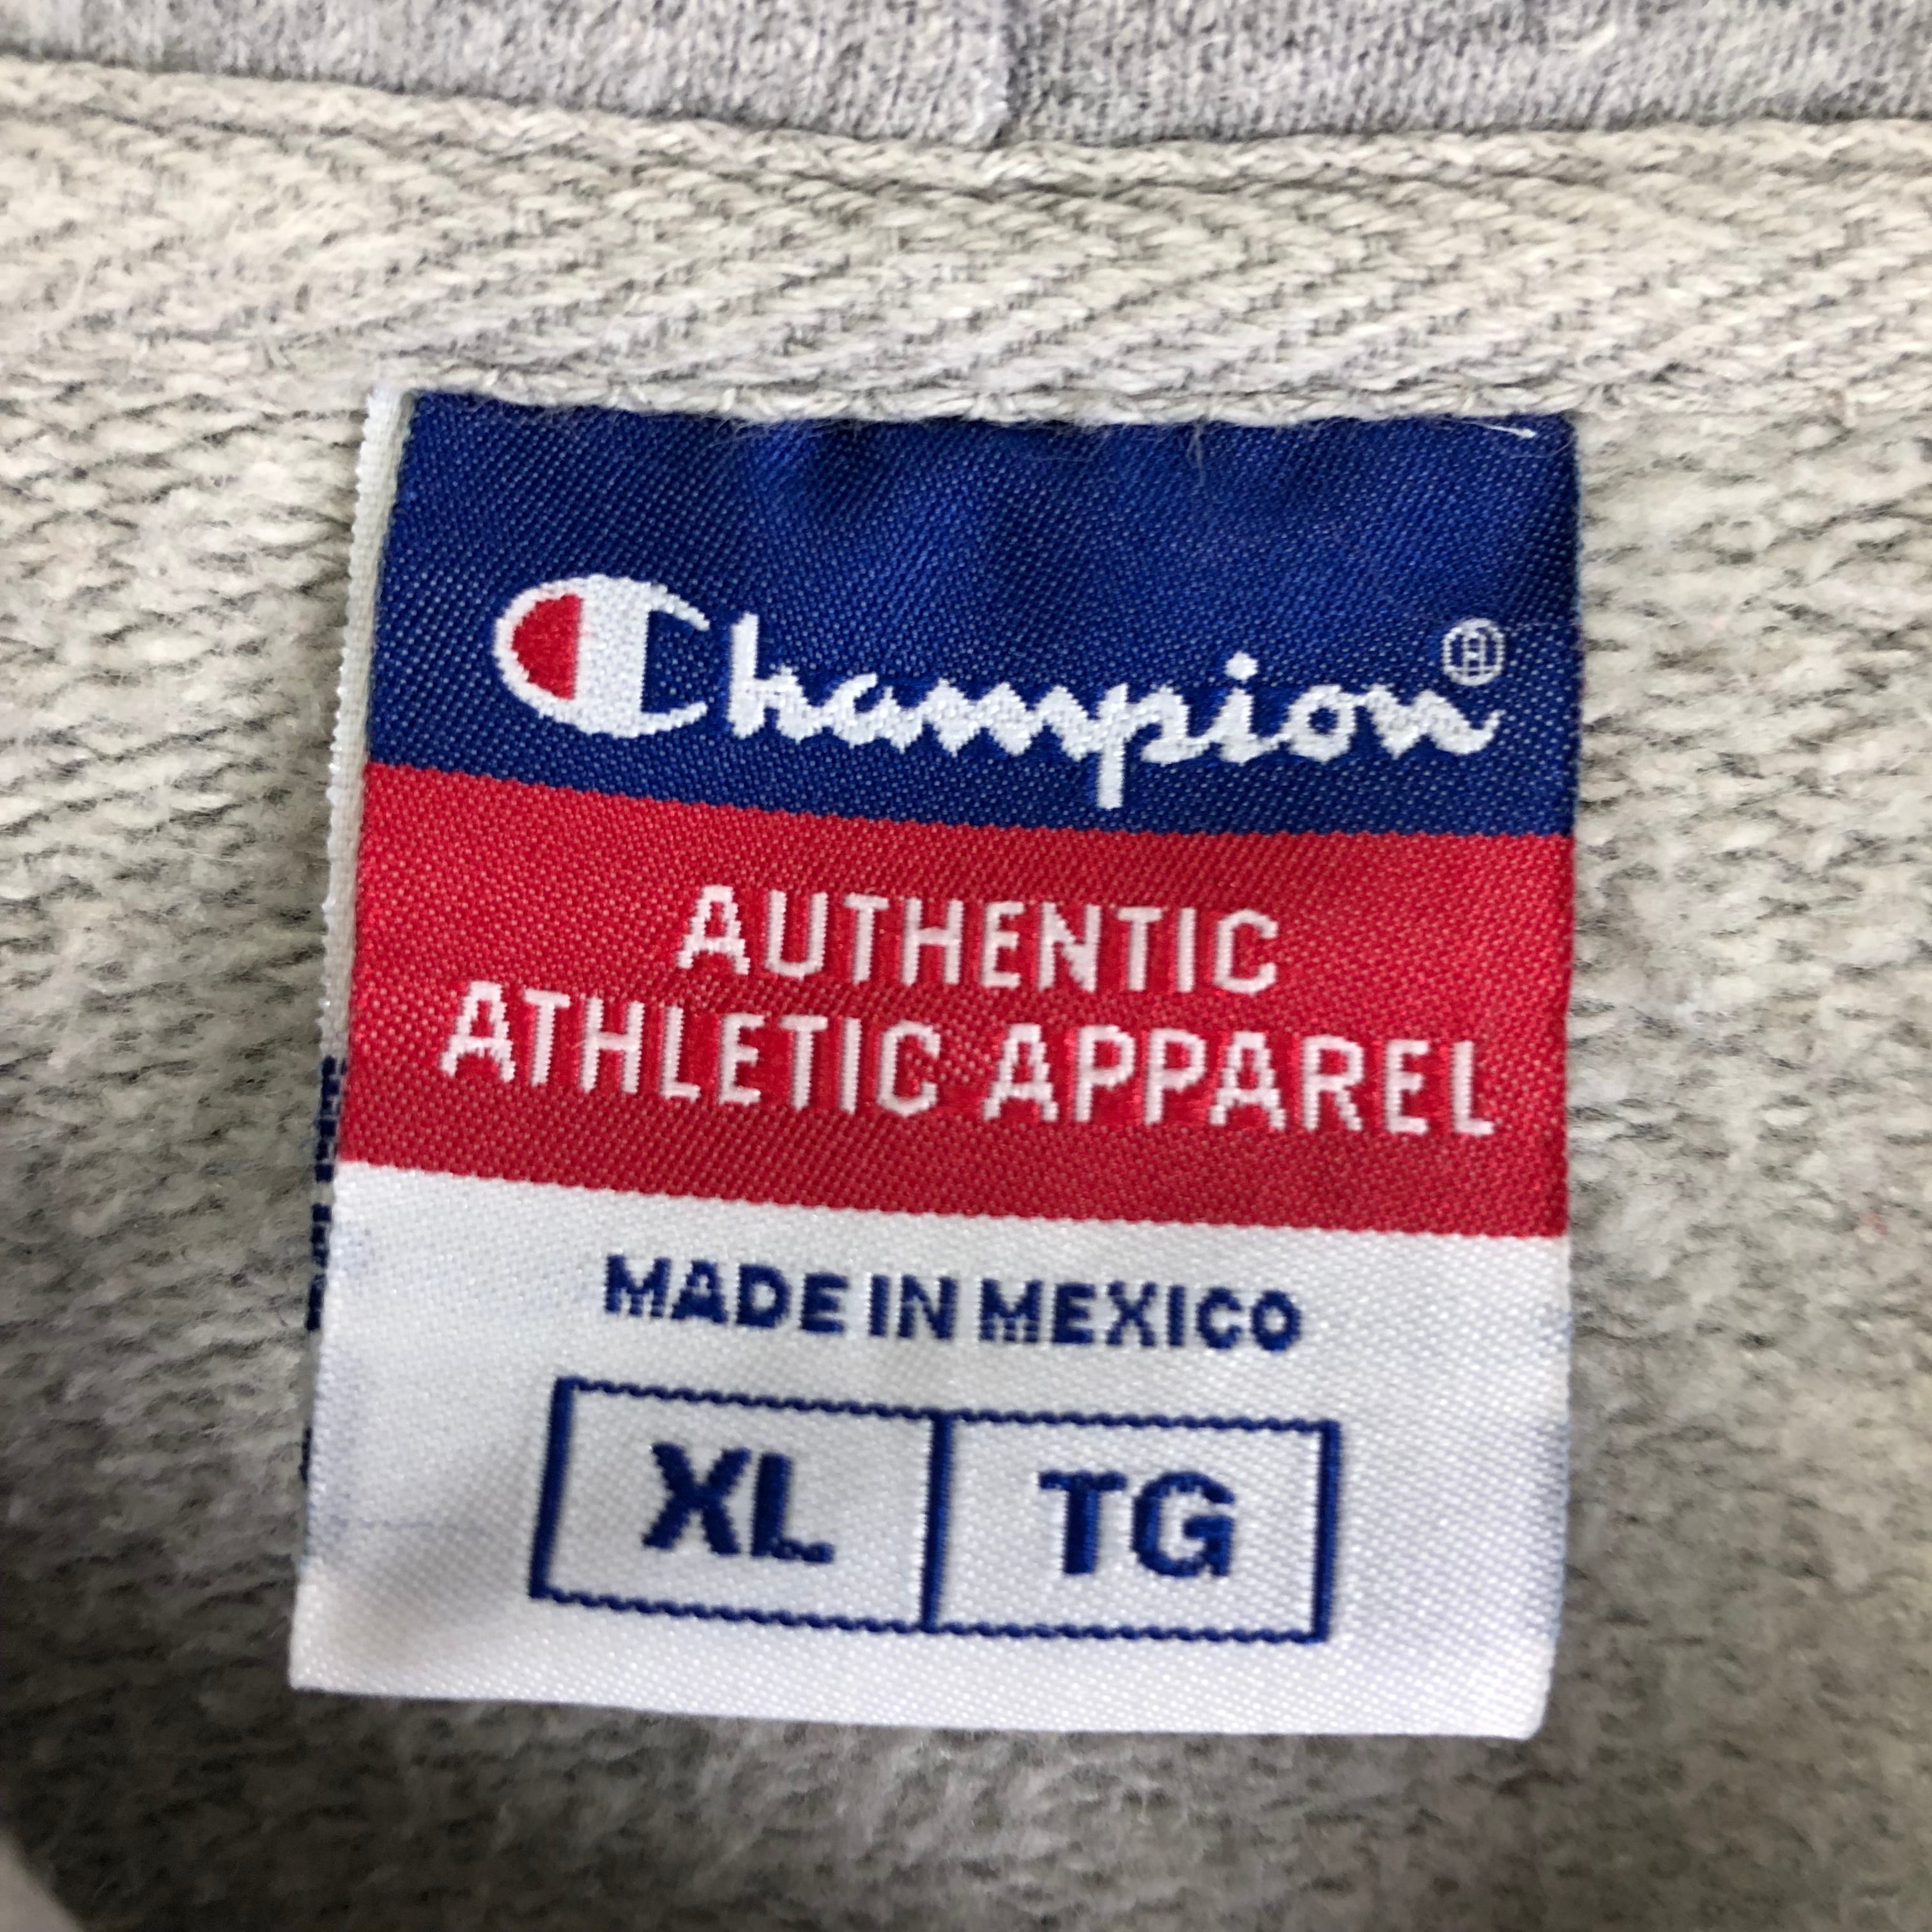 Champion®
AUTHENTIC
ATHLETIC APPAREL
MADE IN MEXICO
XL TG